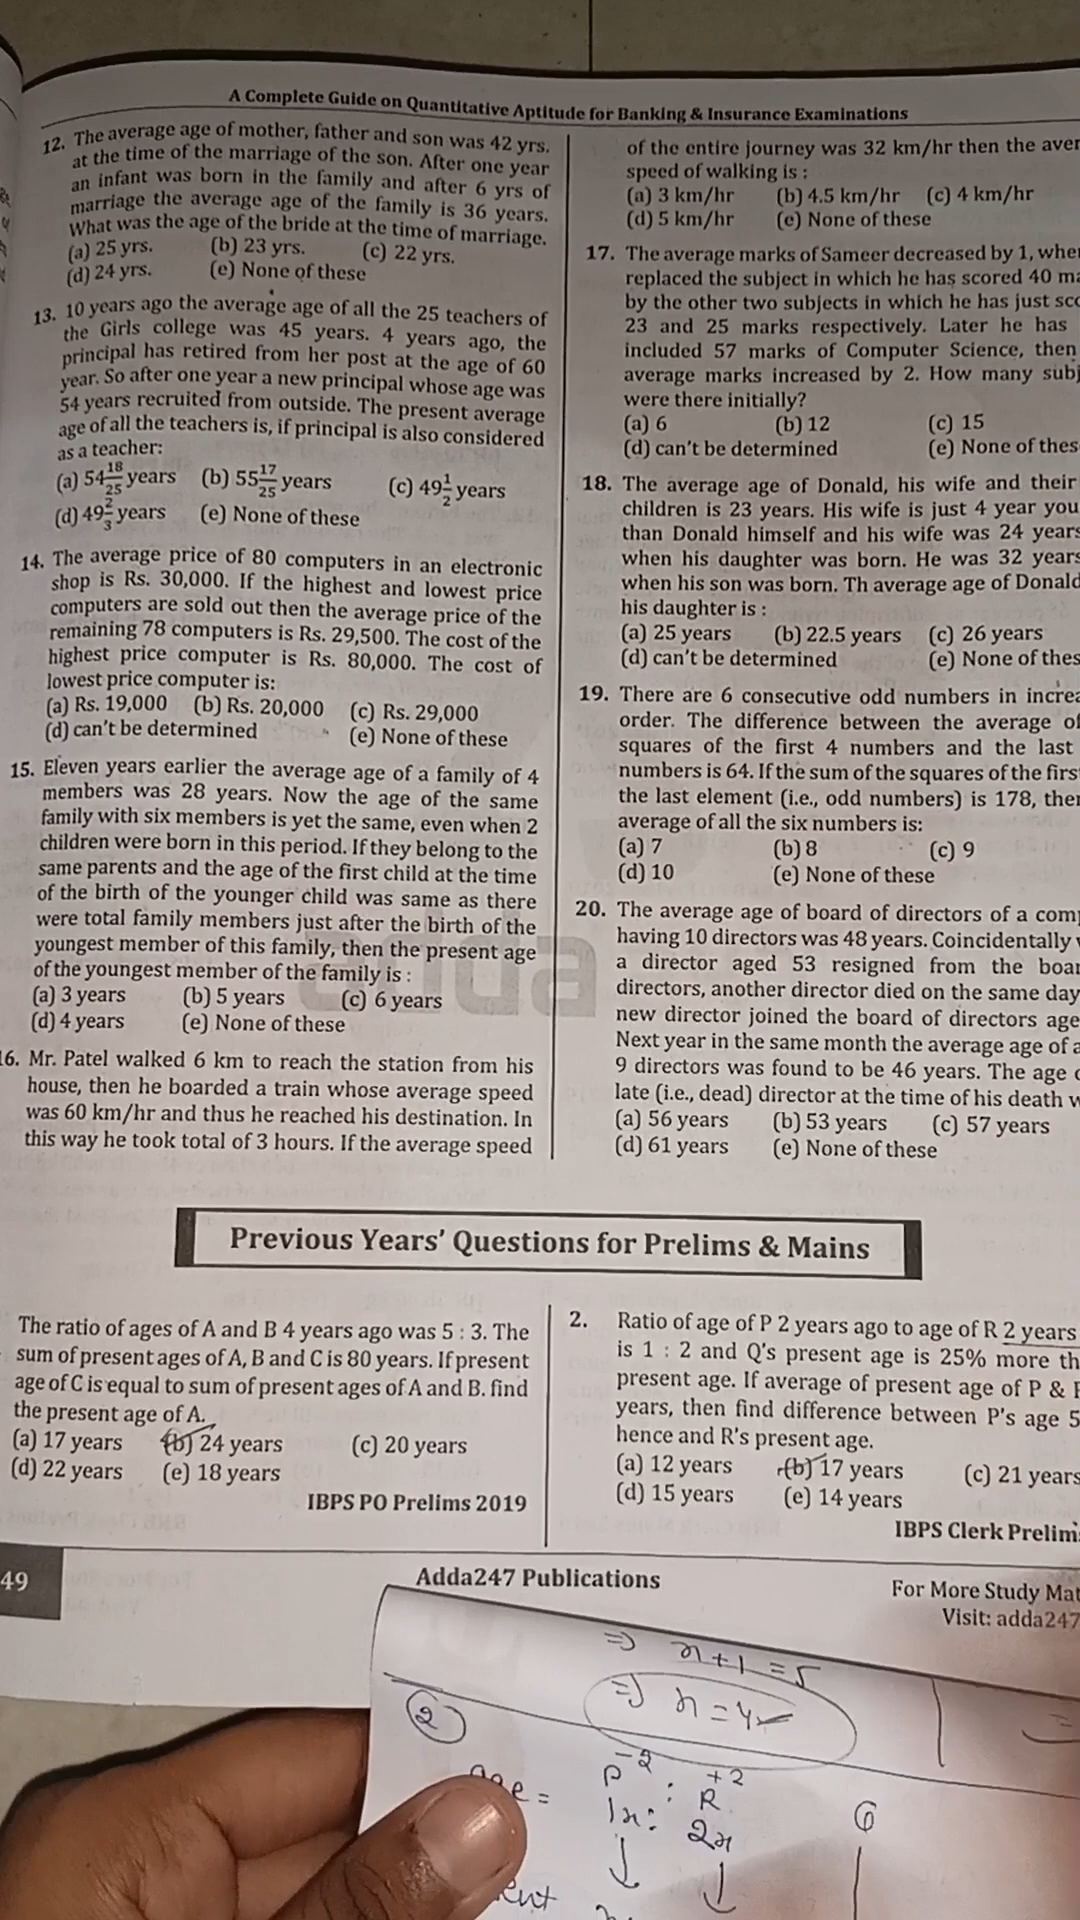 A Complete Guide on Quantitative Aptitude for Banking & Insurance Examinations
12. The average age of mother, father and son was 42 yrs.
at the time of the marriage of the son. After one year
an infant was born in the family and after 6 yrs of
marriage the average age of the family is 36 years.
What was the age of the bride at the time of marriage.
(a) 25 yrs. (b) 23 yrs. (c) 22 yrs.
(d) 24 yrs. (e) None of these
13. 10 years ago the average age of all the 25 teachers of
the Girls college was 45 years. 4 years ago, the
principal has retired from her post at the age of 60
year. So after one year a new principal whose age was
54 years recruited from outside. The present average
age of all the teachers is, if principal is also considered
as a teacher:
(a) 54 18/25 years (b) 55 17/25 years (c) 49 1/2 years
(d) 49 2/3 years (e) None of these
14. The average price of 80 computers in an electronic
shop is Rs. 30,000. If the highest and lowest price
computers are sold out then the average price of the
remaining 78 computers is Rs. 29,500. The cost of the
highest price computer is Rs. 80,000. The cost of
lowest price computer is:
(a) Rs. 19,000 (b) Rs. 20,000 (c) Rs. 29,000
(d) can't be determined (e) None of these
15. Eleven years earlier the average age of a family of 4
members was 28 years. Now the age of the same
family with six members is yet the same, even when 2
children were born in this period. If they belong to the
same parents and the age of the first child at the time
of the birth of the younger child was same as there
were total family members just after the birth of the
youngest member of this family, then the present age
of the youngest member of the family is :
(a) 3 years (b) 5 years (c) 6 years
(d) 4 years (e) None of these
16. Mr. Patel walked 6 km to reach the station from his
house, then he boarded a train whose average speed
was 60 km/hr and thus he reached his destination. In
this way he took total of 3 hours. If the average speed
of the entire journey was 32 km/hr then the aver
speed of walking is :
(a) 3 km/hr (b) 4.5 km/hr (c) 4 km/hr
(d) 5 km/hr (e) None of these
17. The average marks of Sameer decreased by 1, when
replaced the subject in which he has scored 40 ma
by the other two subjects in which he has just sco
23 and 25 marks respectively. Later he has
included 57 marks of Computer Science, then
average marks increased by 2. How many subj
were there initially?
(a) 6 (b) 12 (c) 15
(d) can't be determined (e) None of thes
18. The average age of Donald, his wife and their
children is 23 years. His wife is just 4 year you
than Donald himself and his wife was 24 years
when his daughter was born. He was 32 years
when his son was born. Th average age of Donald
his daughter is :
(a) 25 years (b) 22.5 years (c) 26 years
(d) can't be determined (e) None of thes
19. There are 6 consecutive odd numbers in increa
order. The difference between the average of
squares of the first 4 numbers and the last
numbers is 64. If the sum of the squares of the firs
the last element (i.e., odd numbers) is 178, then
average of all the six numbers is:
(a) 7 (b) 8 (c) 9
(d) 10 (e) None of these
20. The average age of board of directors of a comp
having 10 directors was 48 years. Coincidentally
a director aged 53 resigned from the boar
directors, another director died on the same day
new director joined the board of directors age
Next year in the same month the average age of a
9 directors was found to be 46 years. The age o
late (i.e., dead) director at the time of his death w
(a) 56 years (b) 53 years (c) 57 years
(d) 61 years (e) None of these
Previous Years' Questions for Prelims & Mains
The ratio of ages of A and B 4 years ago was 5 : 3. The
sum of present ages of A, B and C is 80 years. If present
age of C is equal to sum of present ages of A and B. find
the present age of A.
(a) 17 years (b) 24 years (c) 20 years
(d) 22 years (e) 18 years
IBPS PO Prelims 2019
2. Ratio of age of P 2 years ago to age of R 2 years
is 1 : 2 and Q's present age is 25% more th
present age. If average of present age of P &
years, then find difference between P's age 5
hence and R's present age.
(a) 12 years (b) 17 years (c) 21 years
(d) 15 years (e) 14 years
IBPS Clerk Prelim
49
Adda247 Publications
For More Study Mat
Visit: adda247
⇒ x+1=5
⇒ x=4
2
age = P-2 : R+2
1x : 2x
6